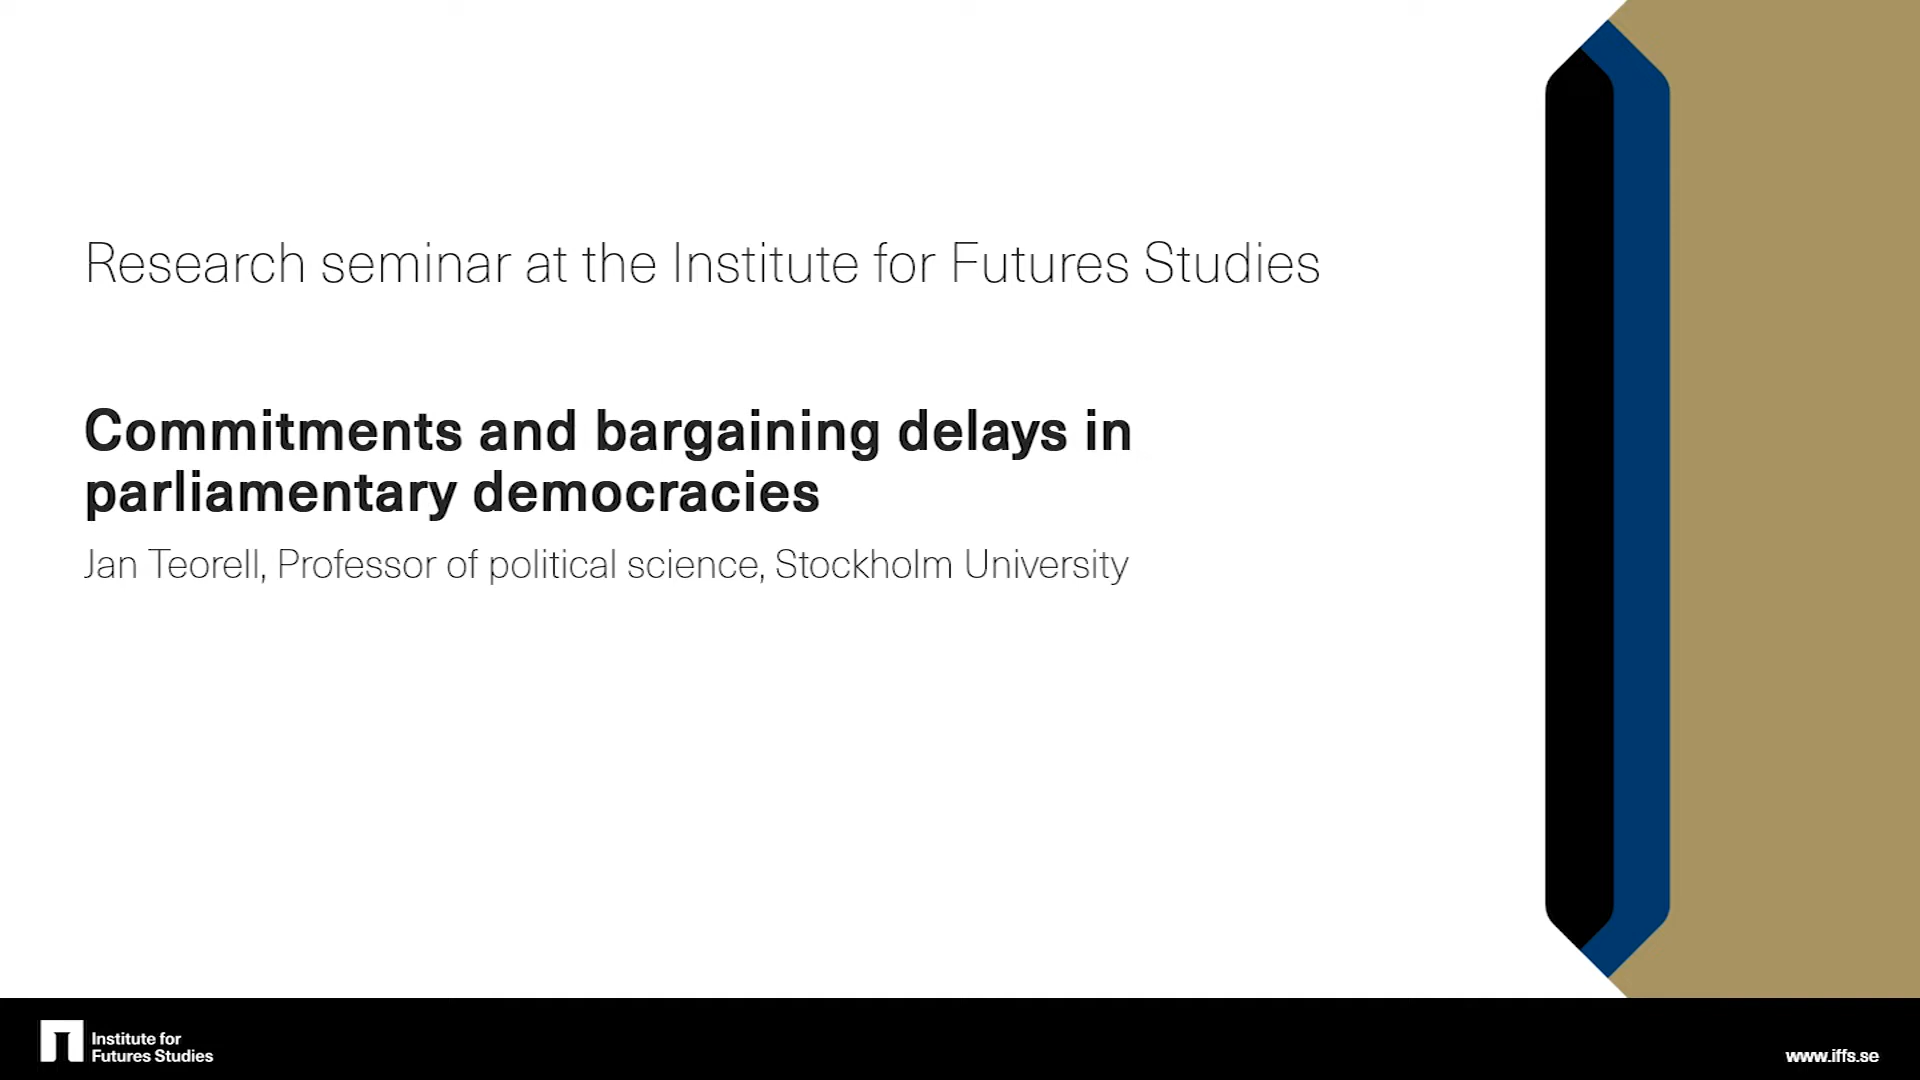 Research seminar at the Institute for Futures Studies
Commitments and bargaining delays in
parliamentary democracies
Jan Teorell, Professor of political science, Stockholm University
Institute for
Futures Studies
www.iffs.se